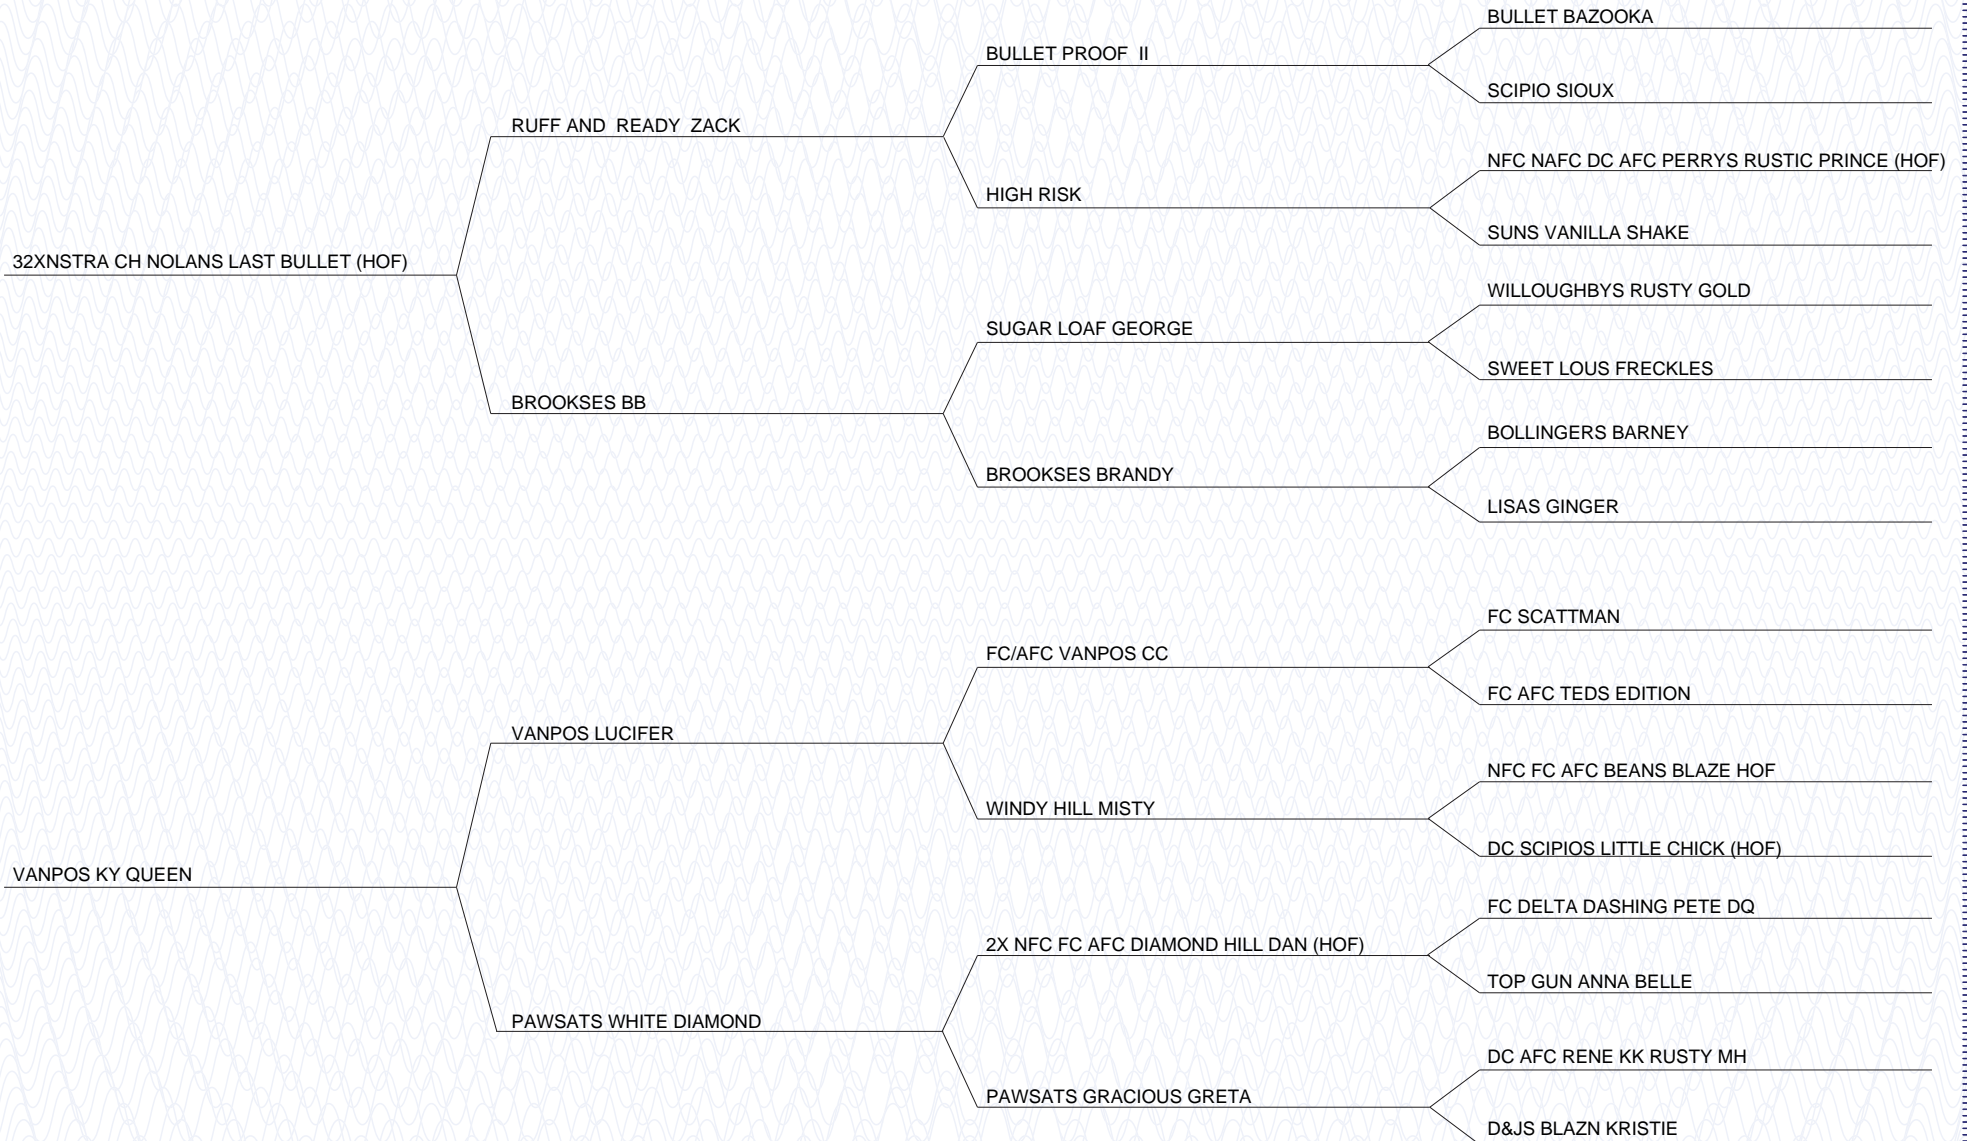 BULLET BAZOOKA
BULLET PROOF  II
SCIPIO SIOUX
RUFF AND  READY  ZACK
NFC NAFC DC AFC PERRYS RUSTIC PRINCE (HOF)
HIGH RISK
SUNS VANILLA SHAKE
32XNSTRA CH NOLANS LAST BULLET (HOF)
WILLOUGHBYS RUSTY GOLD
SUGAR LOAF GEORGE
SWEET LOUS FRECKLES
BROOKSES BB
BOLLINGERS BARNEY
BROOKSES BRANDY
LISAS GINGER
FC SCATTMAN
FC/AFC VANPOS CC
FC AFC TEDS EDITION
VANPOS LUCIFER
NFC FC AFC BEANS BLAZE HOF
WINDY HILL MISTY
DC SCIPIOS LITTLE CHICK (HOF)
VANPOS KY QUEEN
FC DELTA DASHING PETE DQ
2X NFC FC AFC DIAMOND HILL DAN (HOF)
TOP GUN ANNA BELLE
PAWSATS WHITE DIAMOND
DC AFC RENE KK RUSTY MH
PAWSATS GRACIOUS GRETA
D&JS BLAZN KRISTIE